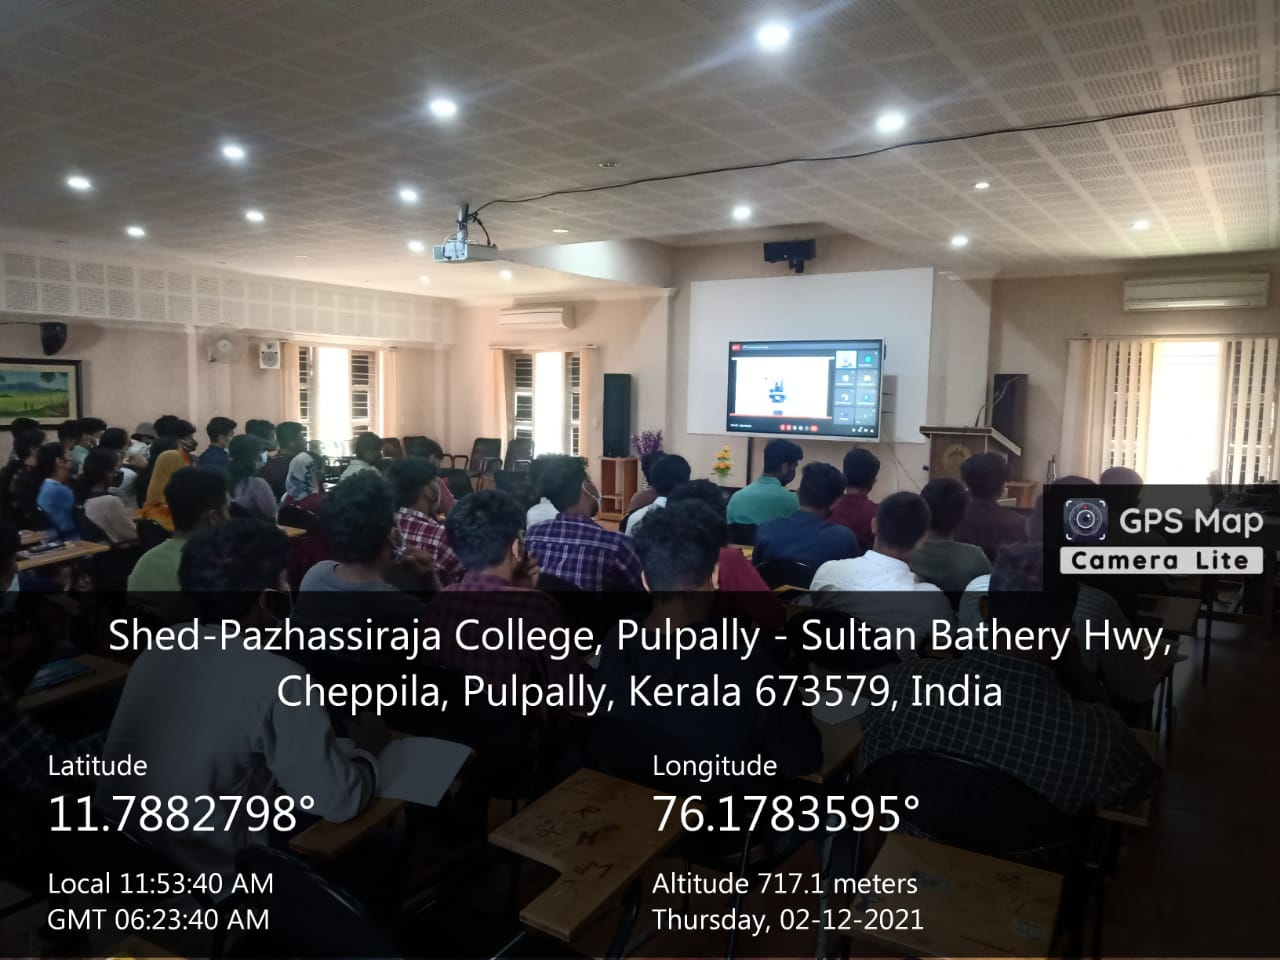 GPS Map
Camera Lite
Shed-Pazhassiraja College, Pulpally - Sultan Bathery Hwy,
Cheppila, Pulpally, Kerala 673579, India
Latitude
11.7882798°
Longitude
76.1783595°
Local 11:53:40 AM
GMT 06:23:40 AM
Altitude 717.1 meters
Thursday, 02-12-2021
R H M